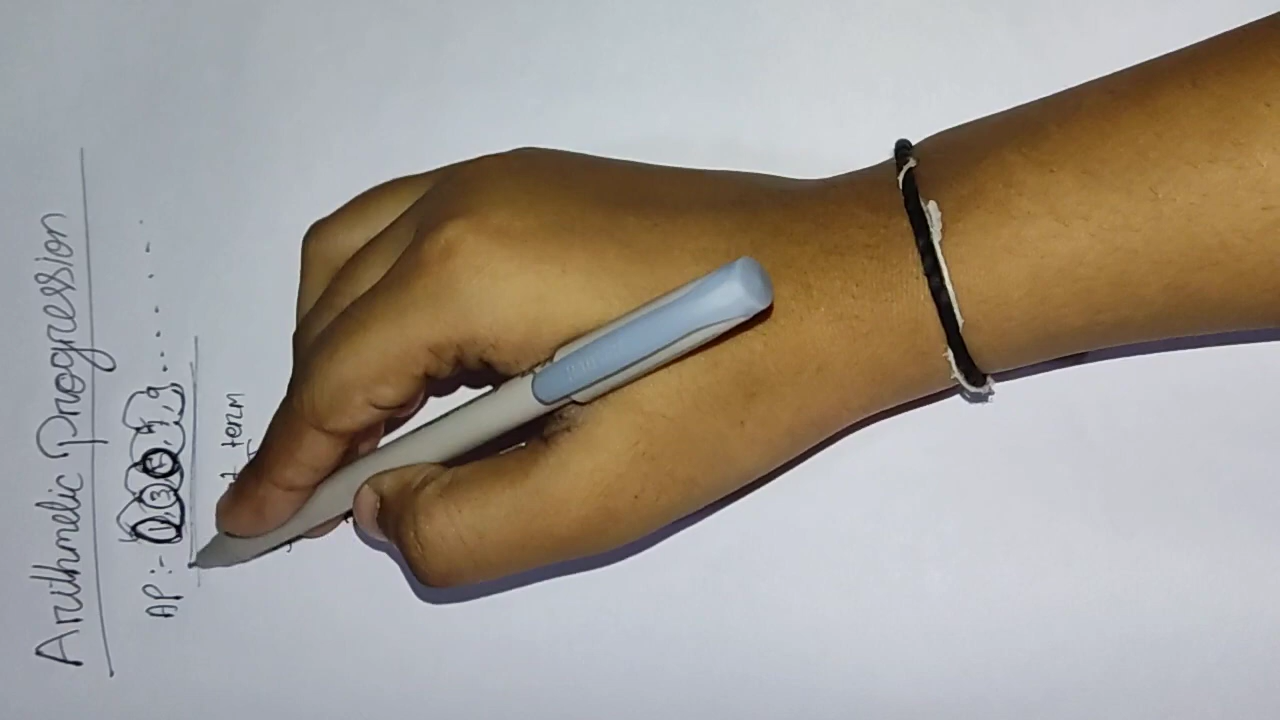 Arithmetic Progression
AP:- 1, 3, 5, 7, 9 .......
term